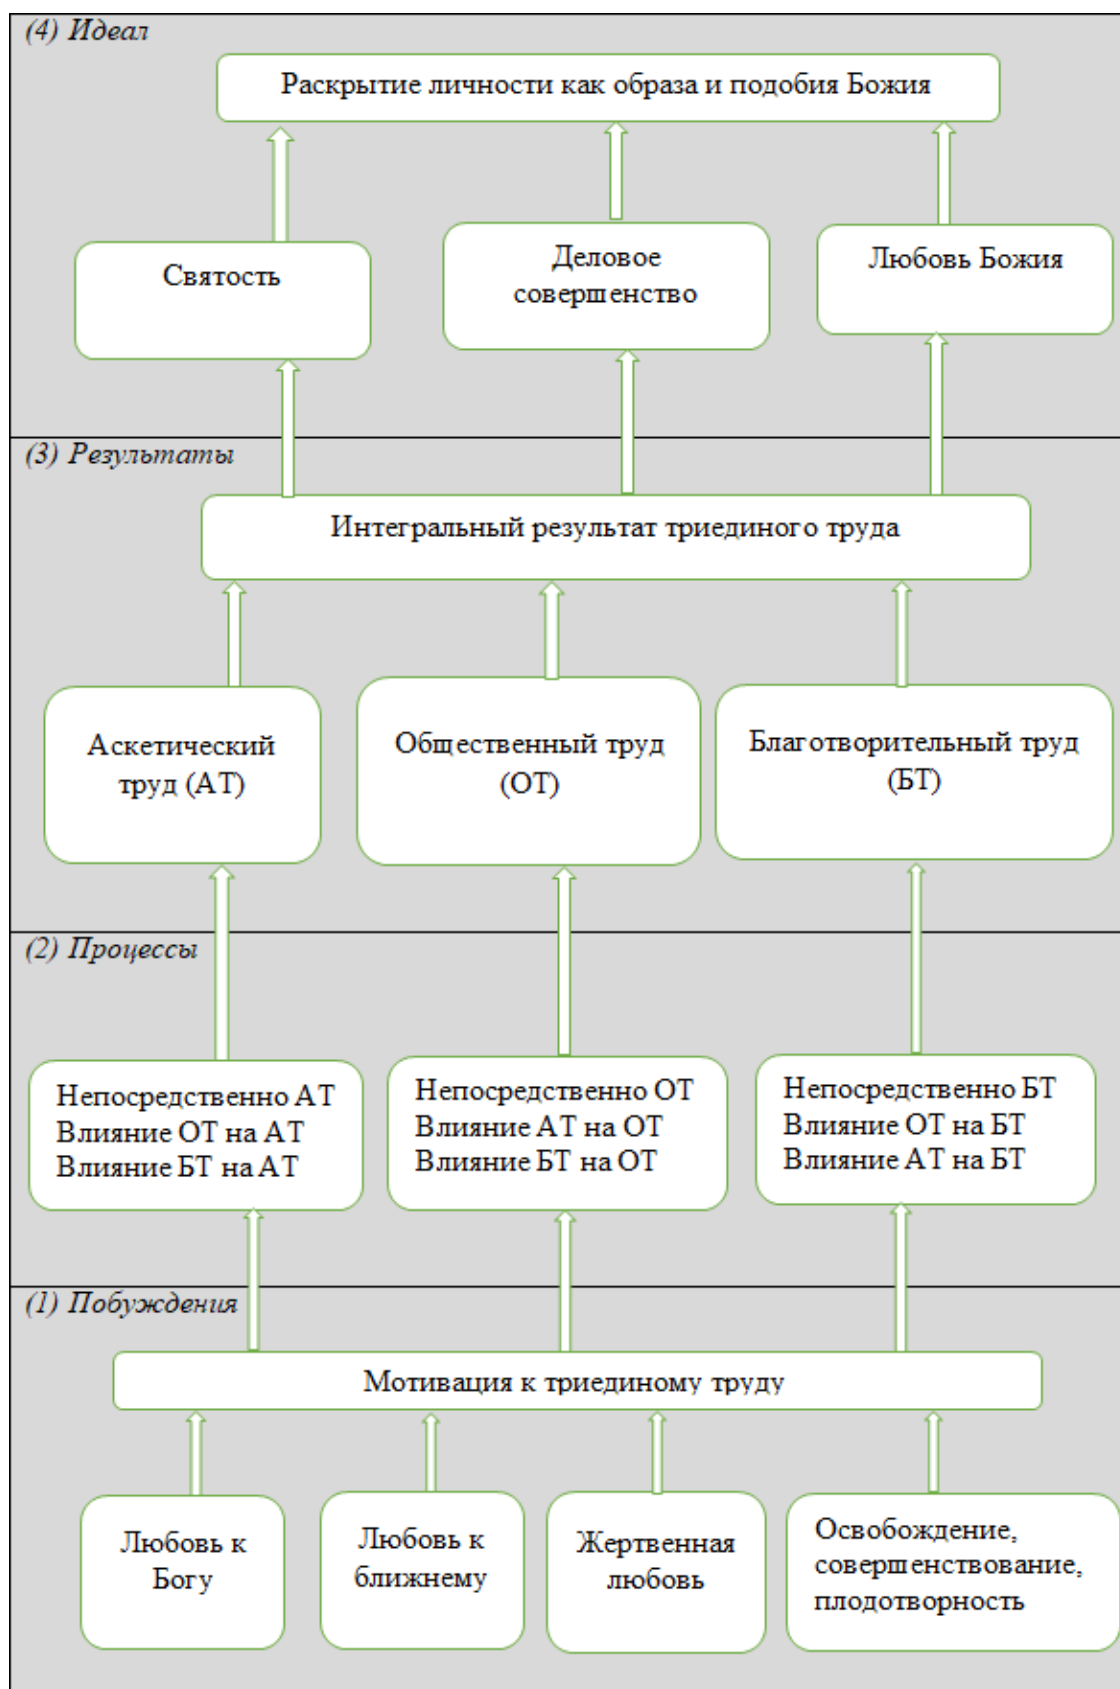 (4) Идеал
Раскрытие личности как образа и подобия Божия
Святость
Деловое
совершенство
Любовь Божия
(3) Результаты
Интегральный результат триединого труда
Аскетический
труд (АТ)
Общественный труд
(ОТ)
Благотворительный труд
(БТ)
(2) Процессы
Непосредственно АТ
Влияние ОТ на АТ
Влияние БТ на АТ
Непосредственно ОТ
Влияние АТ на ОТ
Влияние БТ на ОТ
Непосредственно БТ
Влияние ОТ на БТ
Влияние АТ на БТ
(1) Побуждения
Мотивация к триединому труду
Любовь к
Богу
Любовь к
ближнему
Жертвенная
любовь
Освобождение,
совершенствование,
плодотворность